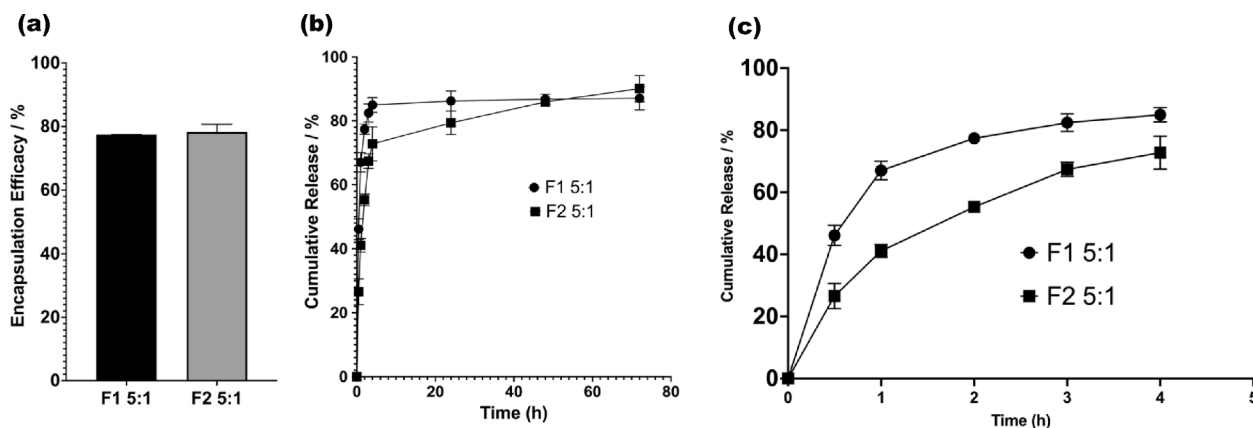 (a)
Encapsulation Efficacy / %
100
80
60
40
20
0
F1 5:1
F2 5:1
(b)
Cumulative Release / %
100
80
60
40
20
0
F1 5:1
F2 5:1
0 20 40 60 80
Time (h)
(c)
Cumulative Release / %
100
80
60
40
20
0
F1 5:1
F2 5:1
0 1 2 3 4 5
Time (h)